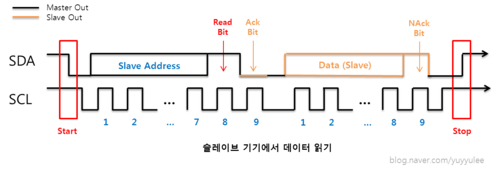 Master Out
Slave Out
Read Bit
Ack Bit
NAck Bit
SDA
Slave Address
Data (Slave)
SCL
Start
1 2 ... 7 8 9 1 2 ... 8 9
Stop
슬레이브 기기에서 데이터 읽기
blog.naver.com/yuyyulee